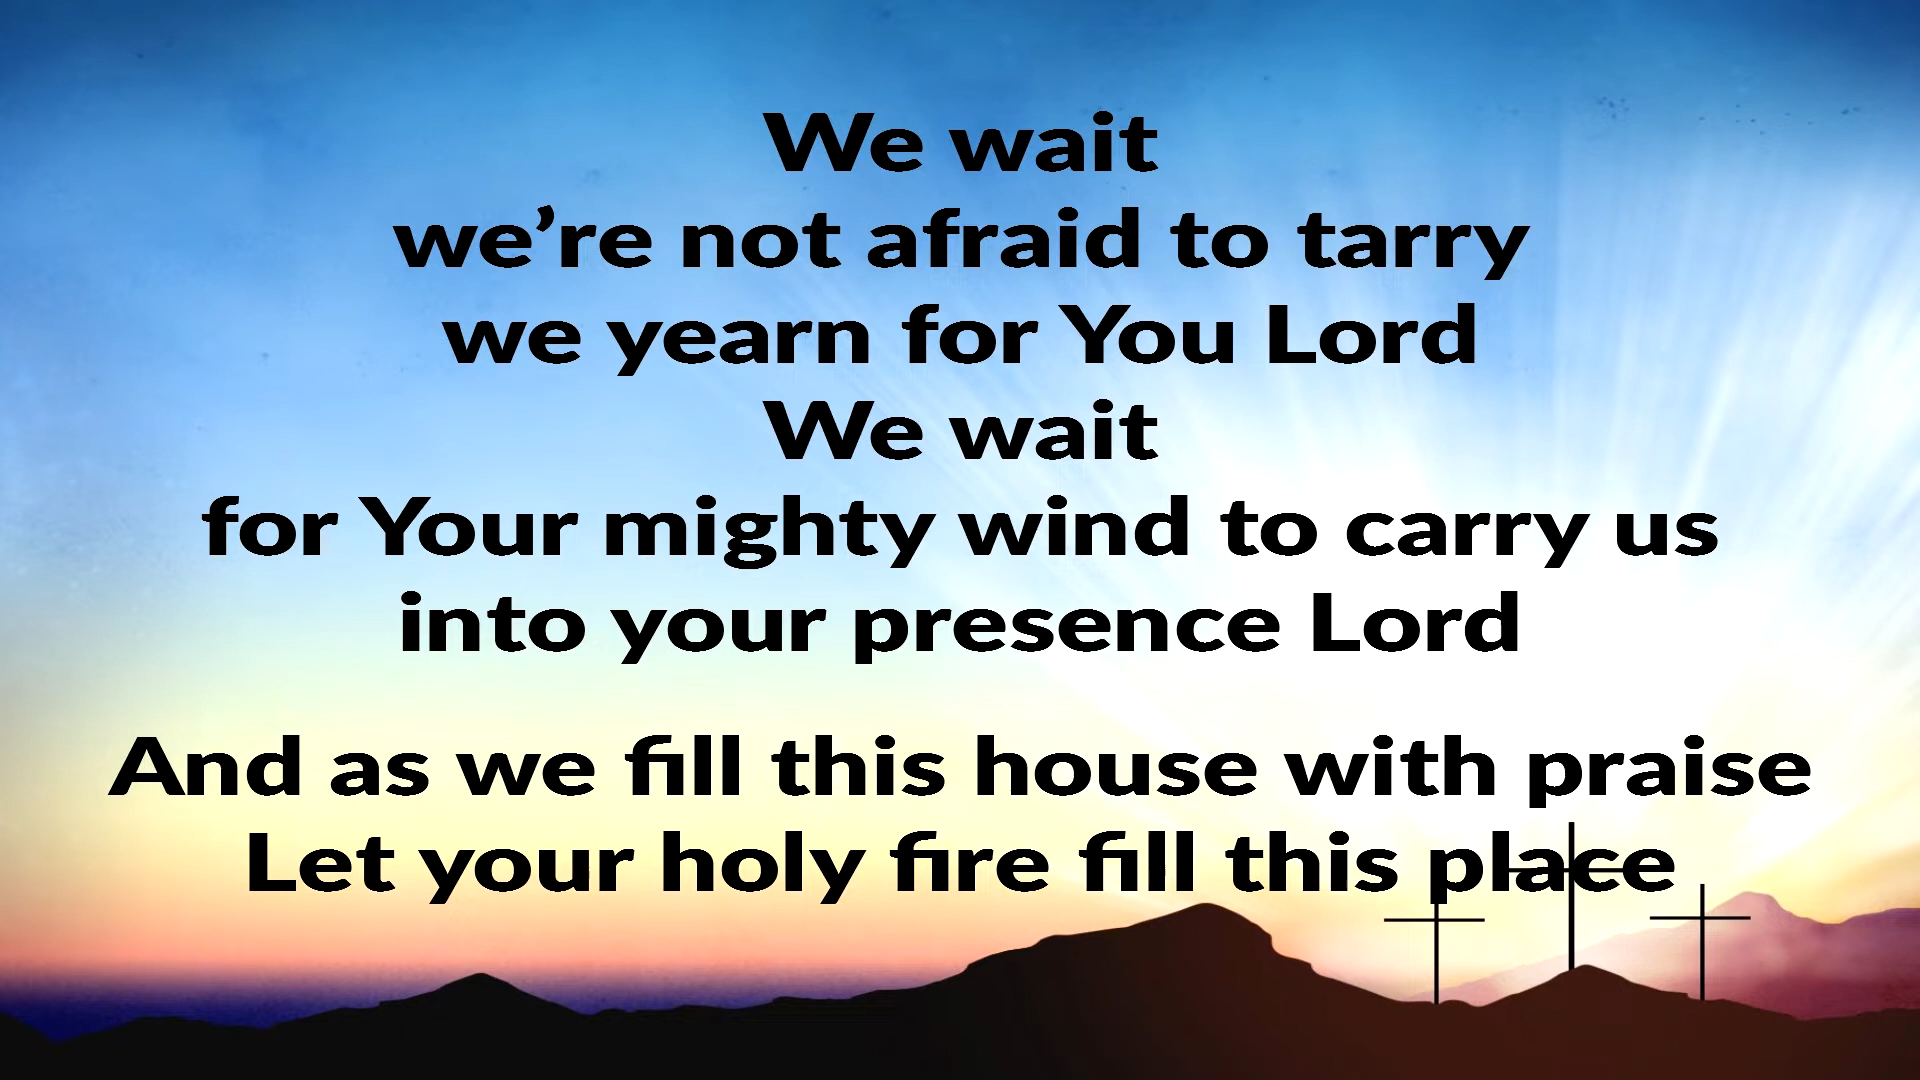 We wait
we’re not afraid to tarry
we yearn for You Lord
We wait
for Your mighty wind to carry us
into your presence Lord
And as we fill this house with praise
Let your holy fire fill this place